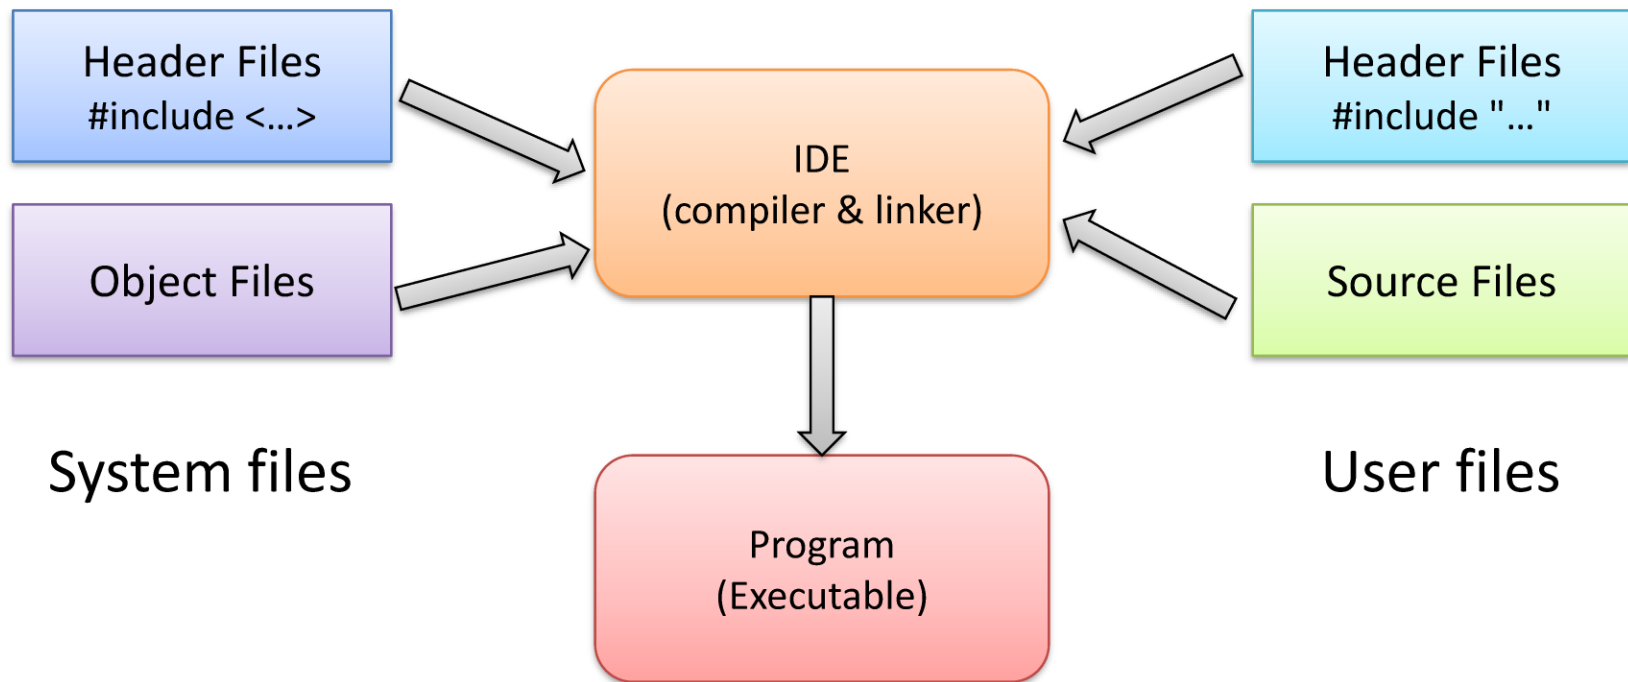 Header Files
#include <…>
Object Files
System files
IDE
(compiler & linker)
Program
(Executable)
Header Files
#include "…"
Source Files
User files